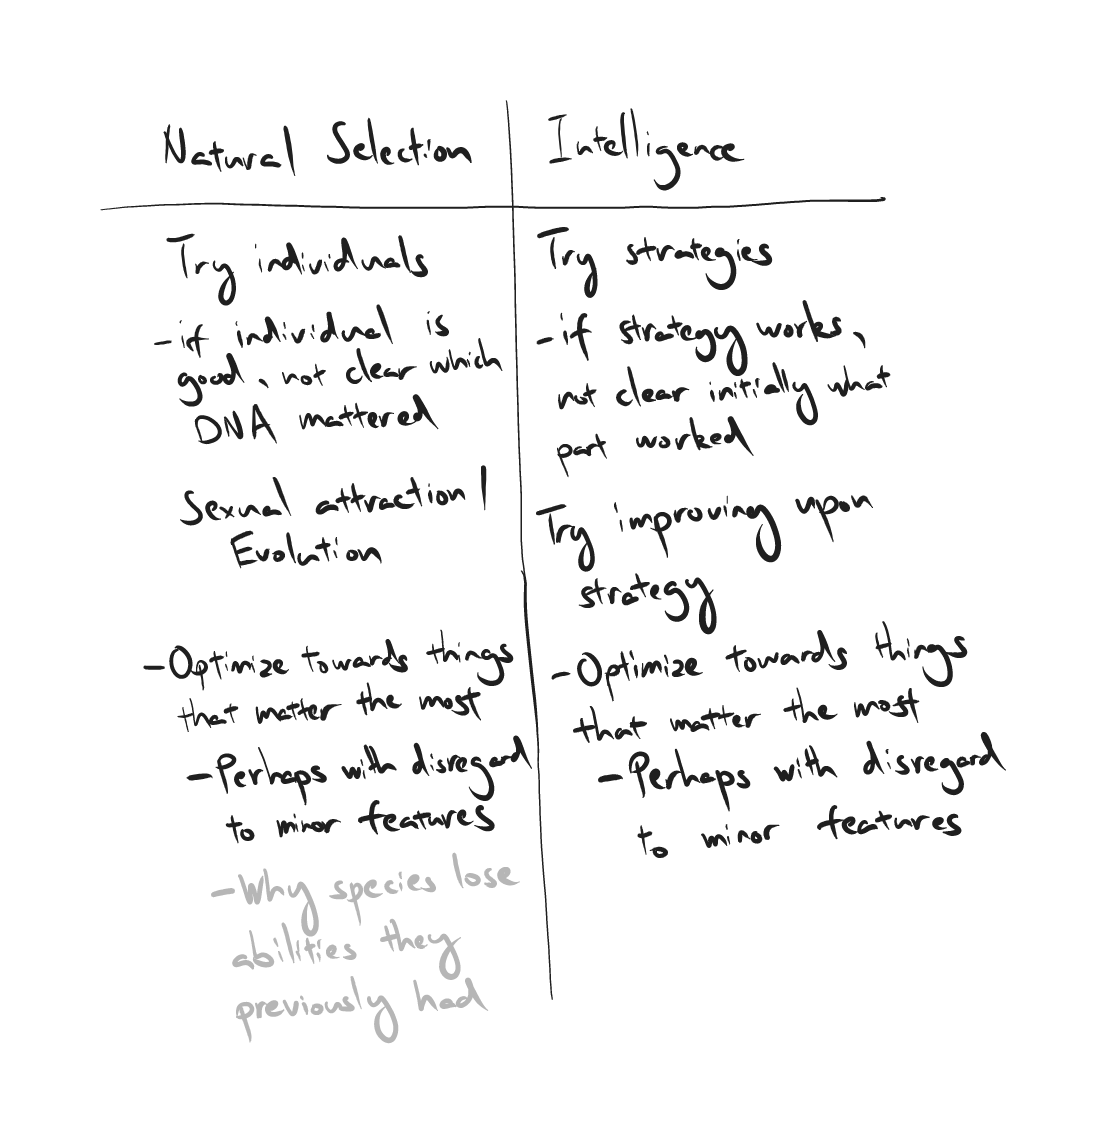 Natural Selection
Try individuals
-if individual is
good, not clear which
DNA mattered
Sexual attraction/
Evolution
-Optimize towards things
that matter the most
-Perhaps with disregard
to minor features
-Why species lose
abilities they
previously had
Intelligence
Try strategies
-if strategy works,
not clear initially what
part worked
Try improving upon
strategy
-Optimize towards things
that matter the most
-Perhaps with disregard
to minor features